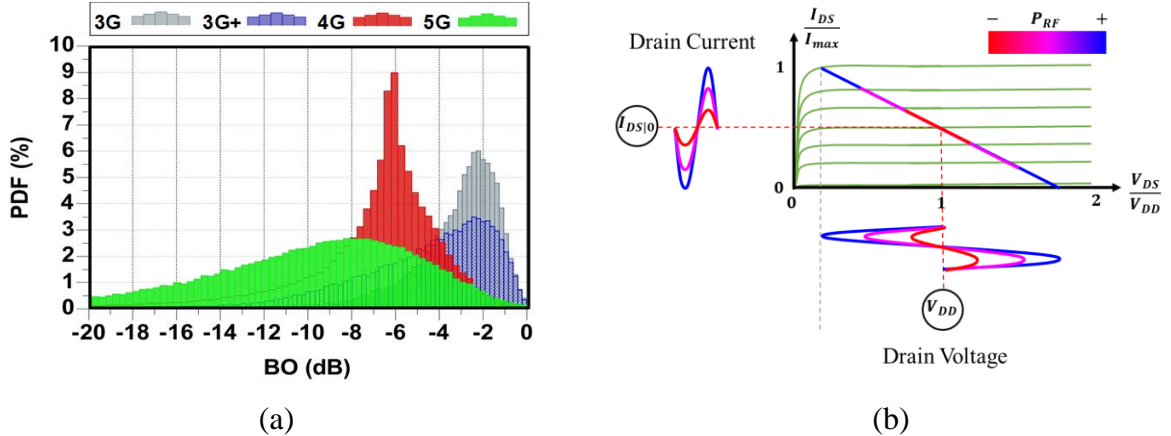 3G 3G+ 4G 5G
10
9
8
7
6
5
4
3
2
1
0
PDF (%)
-20 -18 -16 -14 -12 -10 -8 -6 -4 -2 0
BO (dB)
(a)
Drain Current
I_DS|0
I_DS
I_max
− P_RF +
1
0
0 1 2
V_DS
V_DD
V_DD
Drain Voltage
(b)